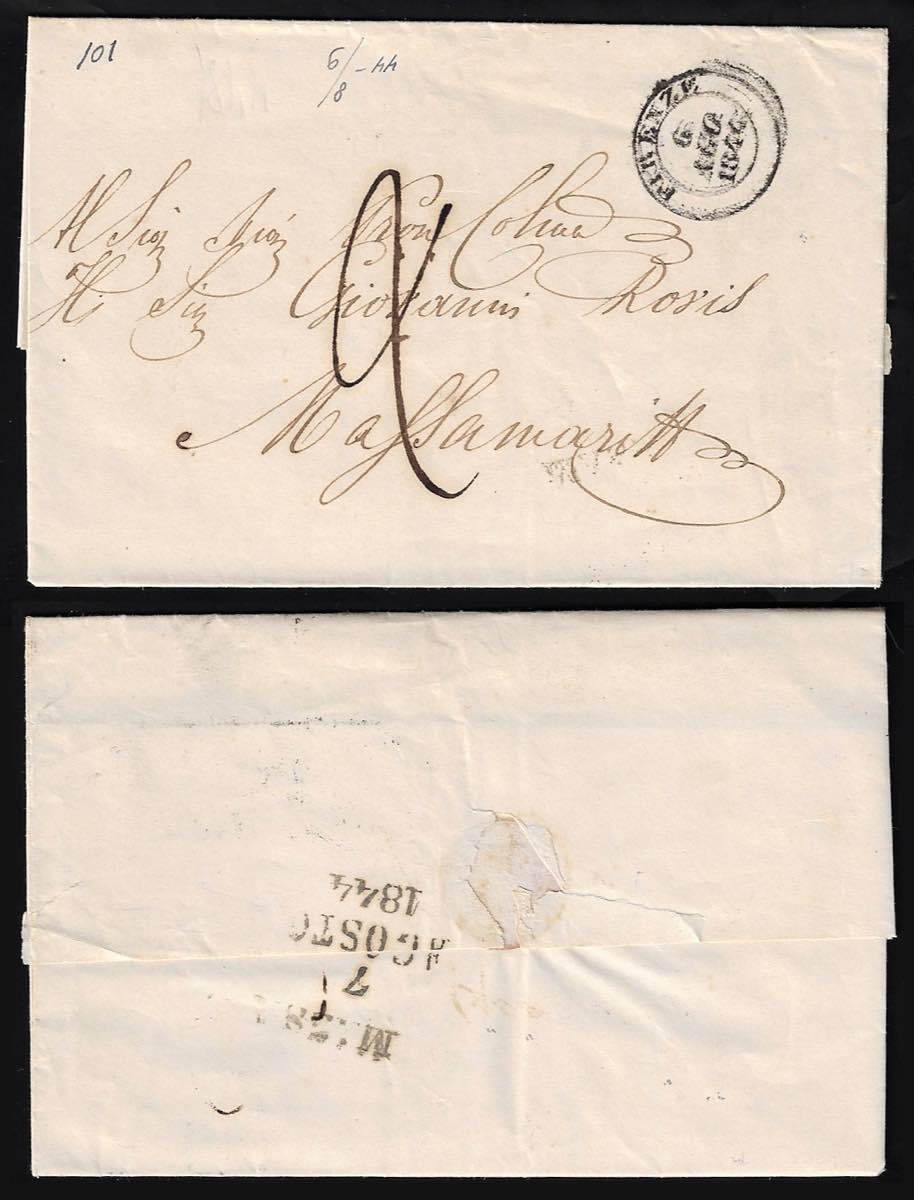 101
6/8 -44
FIRENZE
6
AGO
1844
Al Sig Sig Pron Colmo
Il Sig Giovanni Rovis
2
Massamaritt
1844
AGOSTO
7